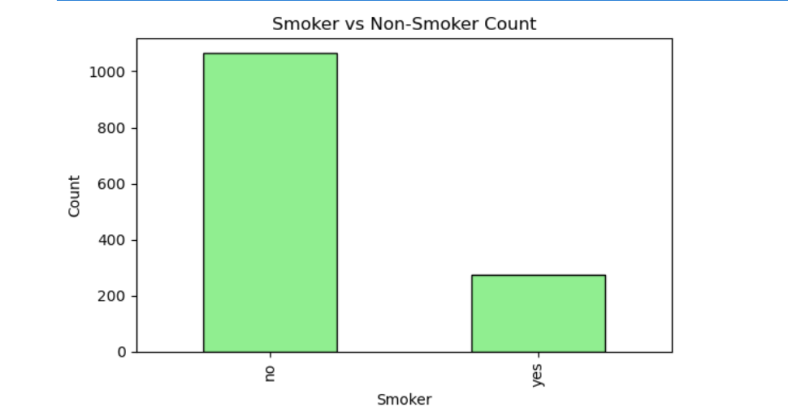 Smoker vs Non-Smoker Count
1000
800
600
400
200
0
Count
no
yes
Smoker